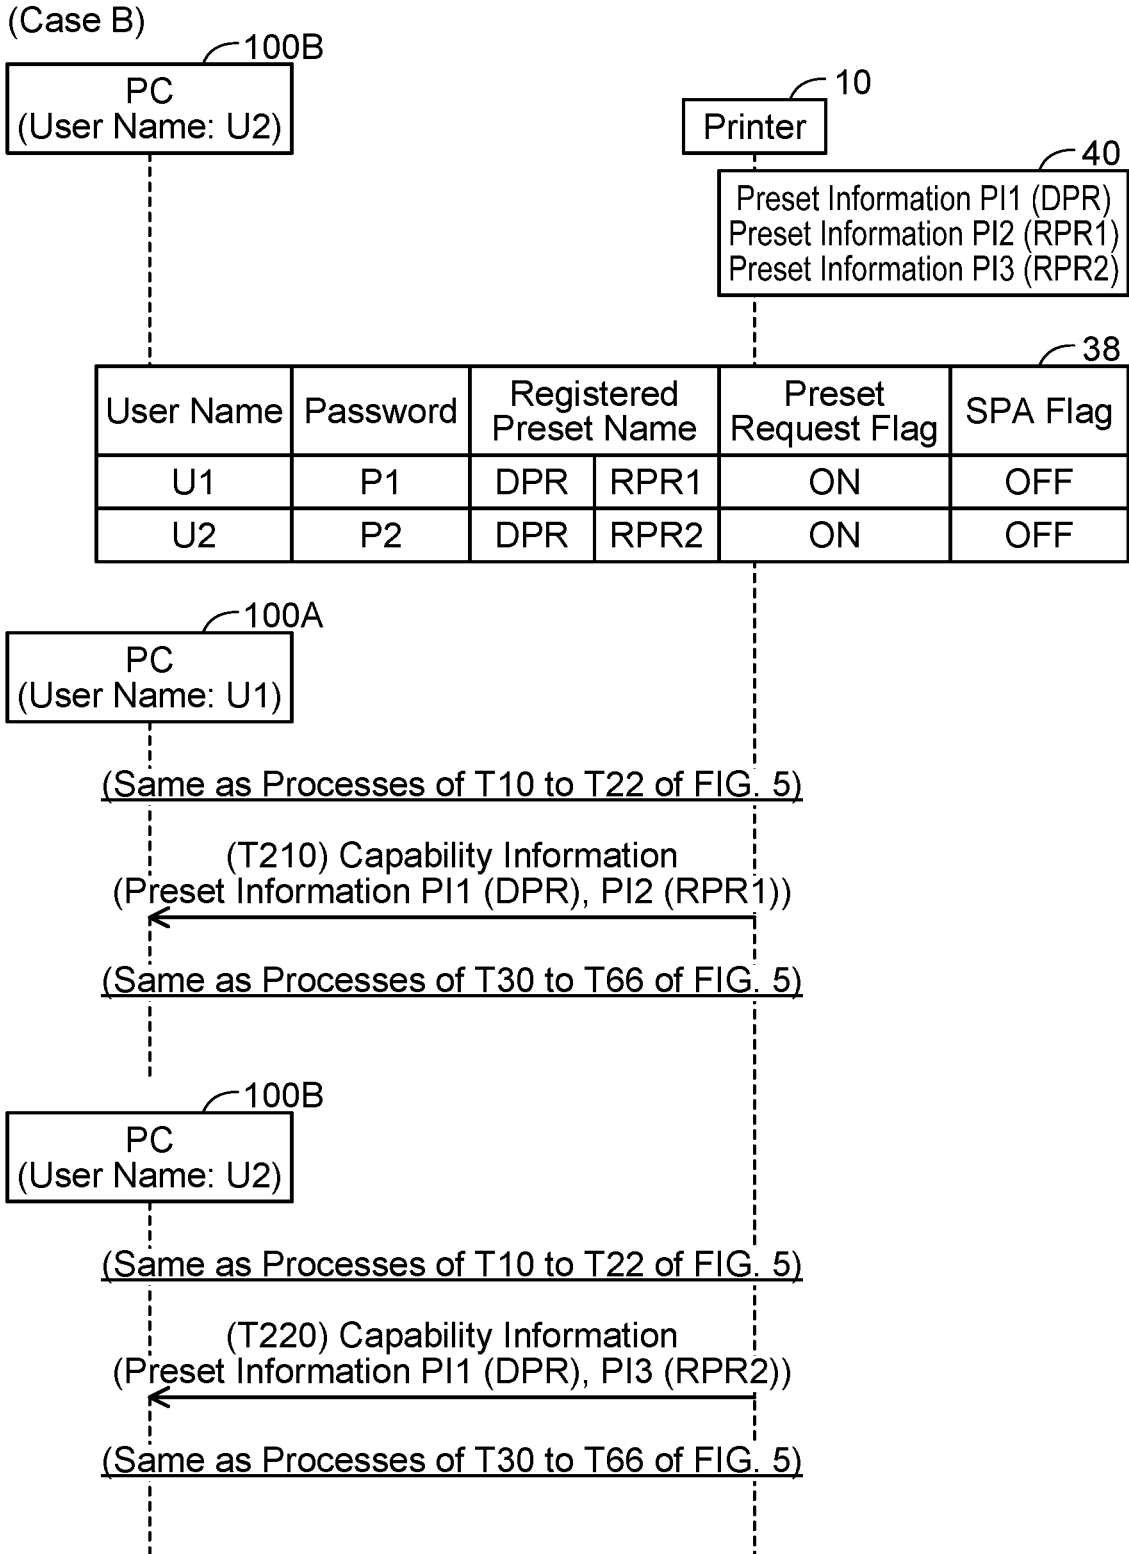 (Case B)
100B
PC
(User Name: U2)
10
Printer
40
Preset Information PI1 (DPR)
Preset Information PI2 (RPR1)
Preset Information PI3 (RPR2)
38
User Name Password Registered Preset Name Preset Request Flag SPA Flag
U1 P1 DPR RPR1 ON OFF
U2 P2 DPR RPR2 ON OFF
100A
PC
(User Name: U1)
(Same as Processes of T10 to T22 of FIG. 5)
(T210) Capability Information
(Preset Information PI1 (DPR), PI2 (RPR1))
(Same as Processes of T30 to T66 of FIG. 5)
100B
PC
(User Name: U2)
(Same as Processes of T10 to T22 of FIG. 5)
(T220) Capability Information
(Preset Information PI1 (DPR), PI3 (RPR2))
(Same as Processes of T30 to T66 of FIG. 5)